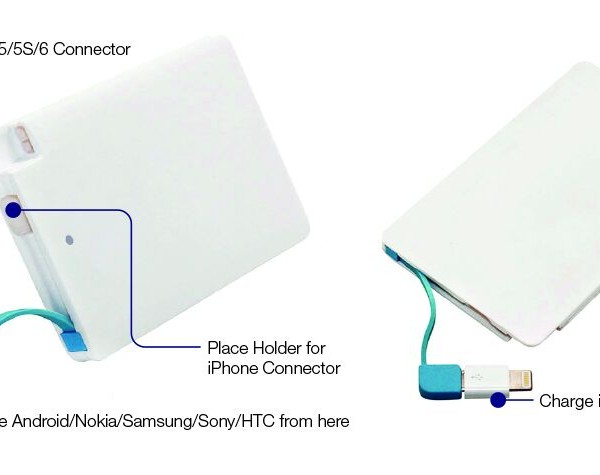 5/5S/6 Connector
Place Holder for
iPhone Connector
Charge i
e Android/Nokia/Samsung/Sony/HTC from here